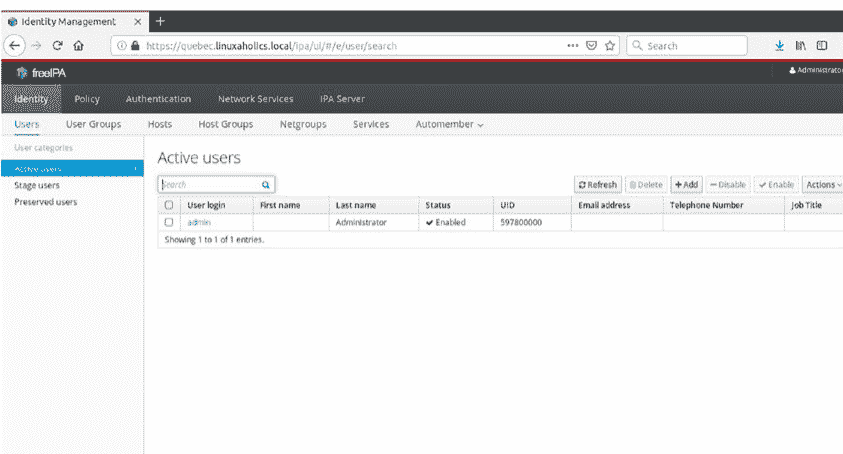 Identity Management × +
https://quebec.linuxaholics.local/ipa/ui/#/e/user/search Search
freeIPA Administrator
Identity Policy Authentication Network Services IPA Server
Users User Groups Hosts Host Groups Netgroups Services Automember
User categories
Active users
Stage users
Preserved users
Active users
Search Refresh Delete + Add − Disable Enable Actions
User login First name Last name Status UID Email address Telephone Number Job Title
admin Administrator Enabled 597800000
Showing 1 to 1 of 1 entries.